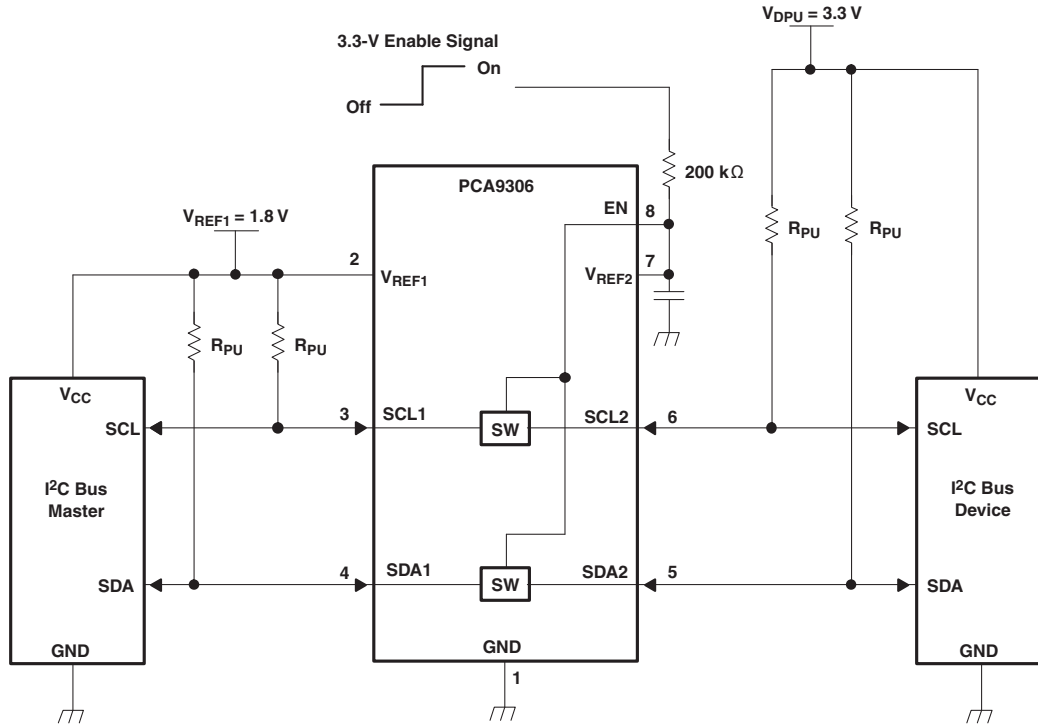 V_DPU = 3.3 V
3.3-V Enable Signal
On
Off
200 kΩ
PCA9306
EN
8
V_REF1 = 1.8 V
R_PU
R_PU
2
7
V_REF1
V_REF2
R_PU
R_PU
V_CC
V_CC
SCL
3
SCL1
SW
SCL2
6
SCL
I²C Bus
Master
I²C Bus
Device
SDA
4
SDA1
SW
SDA2
5
SDA
GND
GND
GND
1